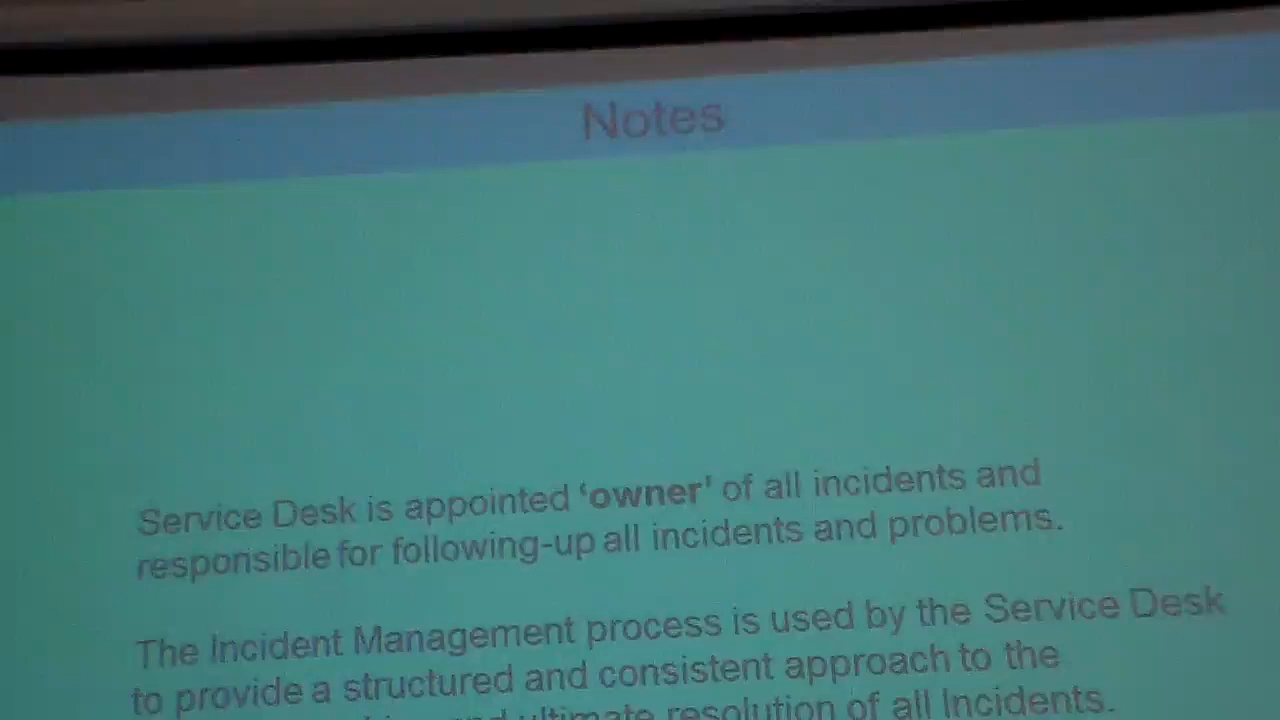 Notes
Service Desk is appointed ‘owner’ of all incidents and
responsible for following-up all incidents and problems.
The Incident Management process is used by the Service Desk
to provide a structured and consistent approach to the
and ultimate resolution of all Incidents.